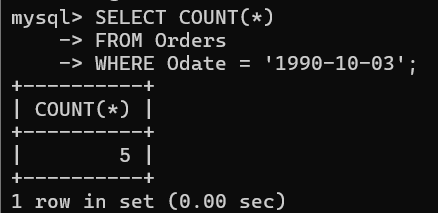 mysql> SELECT COUNT(*)
    -> FROM Orders
    -> WHERE Odate = '1990-10-03';
+----------+
| COUNT(*) |
+----------+
|        5 |
+----------+
1 row in set (0.00 sec)